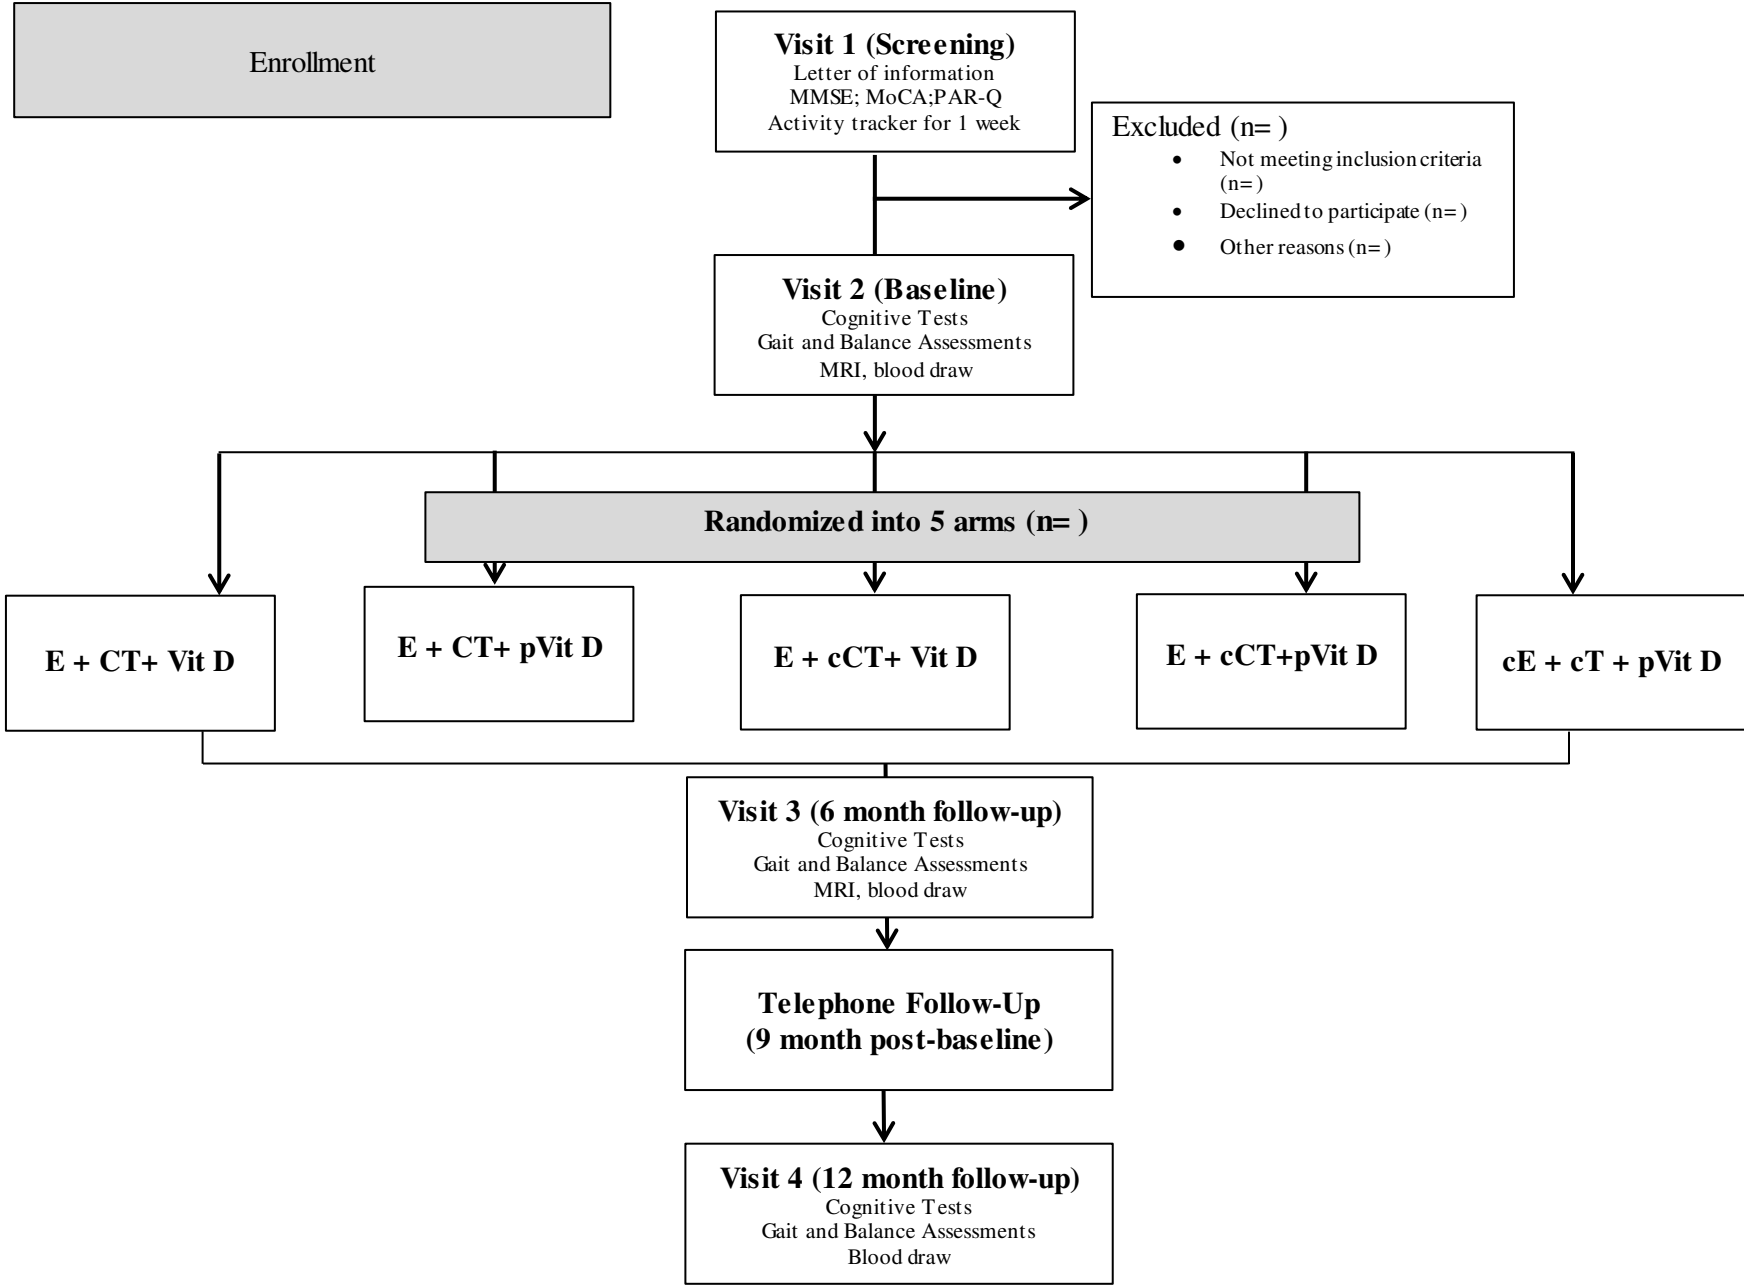 Enrollment
Visit 1 (Screening)
Letter of information
MMSE; MoCA;PAR-Q
Activity tracker for 1 week
Excluded (n= )
• Not meeting inclusion criteria
(n= )
• Declined to participate (n= )
• Other reasons (n= )
Visit 2 (Baseline)
Cognitive Tests
Gait and Balance Assessments
MRI, blood draw
Randomized into 5 arms (n= )
E + CT+ Vit D
E + CT+ pVit D
E + cCT+ Vit D
E + cCT+pVit D
cE + cT + pVit D
Visit 3 (6 month follow-up)
Cognitive Tests
Gait and Balance Assessments
MRI, blood draw
Telephone Follow-Up
(9 month post-baseline)
Visit 4 (12 month follow-up)
Cognitive Tests
Gait and Balance Assessments
Blood draw